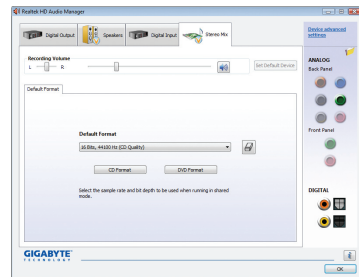 Realtek HD Audio Manager
Digital Output
Speakers
Digital Input
Stereo Mix
Device advanced
settings
Recording Volume
L
R
Set Default Device
ANALOG
Back Panel
Default Format
Default Format
16 Bits, 44100 Hz (CD Quality)
CD Format
DVD Format
Select the sample rate and bit depth to be used when running in shared
mode.
Front Panel
DIGITAL
GIGABYTE™
TECHNOLOGY
i
OK